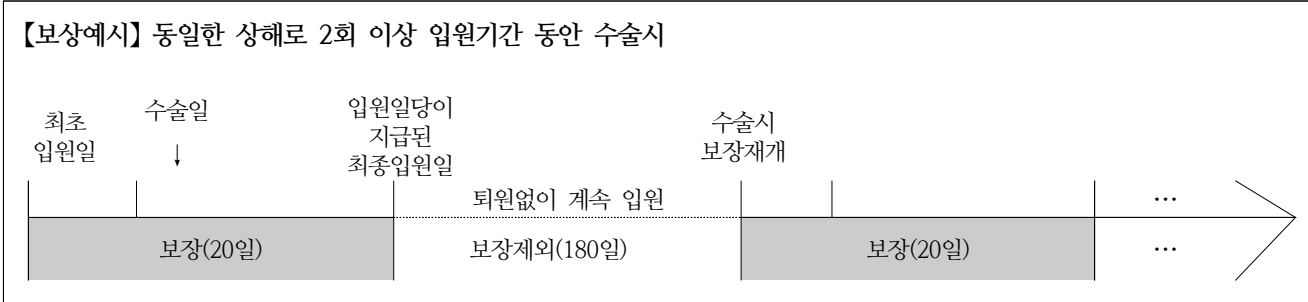 【보상예시】 동일한 상해로 2회 이상 입원기간 동안 수술시
최초
입원일
수술일
↓
입원일당이
지급된
최종입원일
수술시
보장재개
퇴원없이 계속 입원
…
보장(20일)
보장제외(180일)
보장(20일)
…